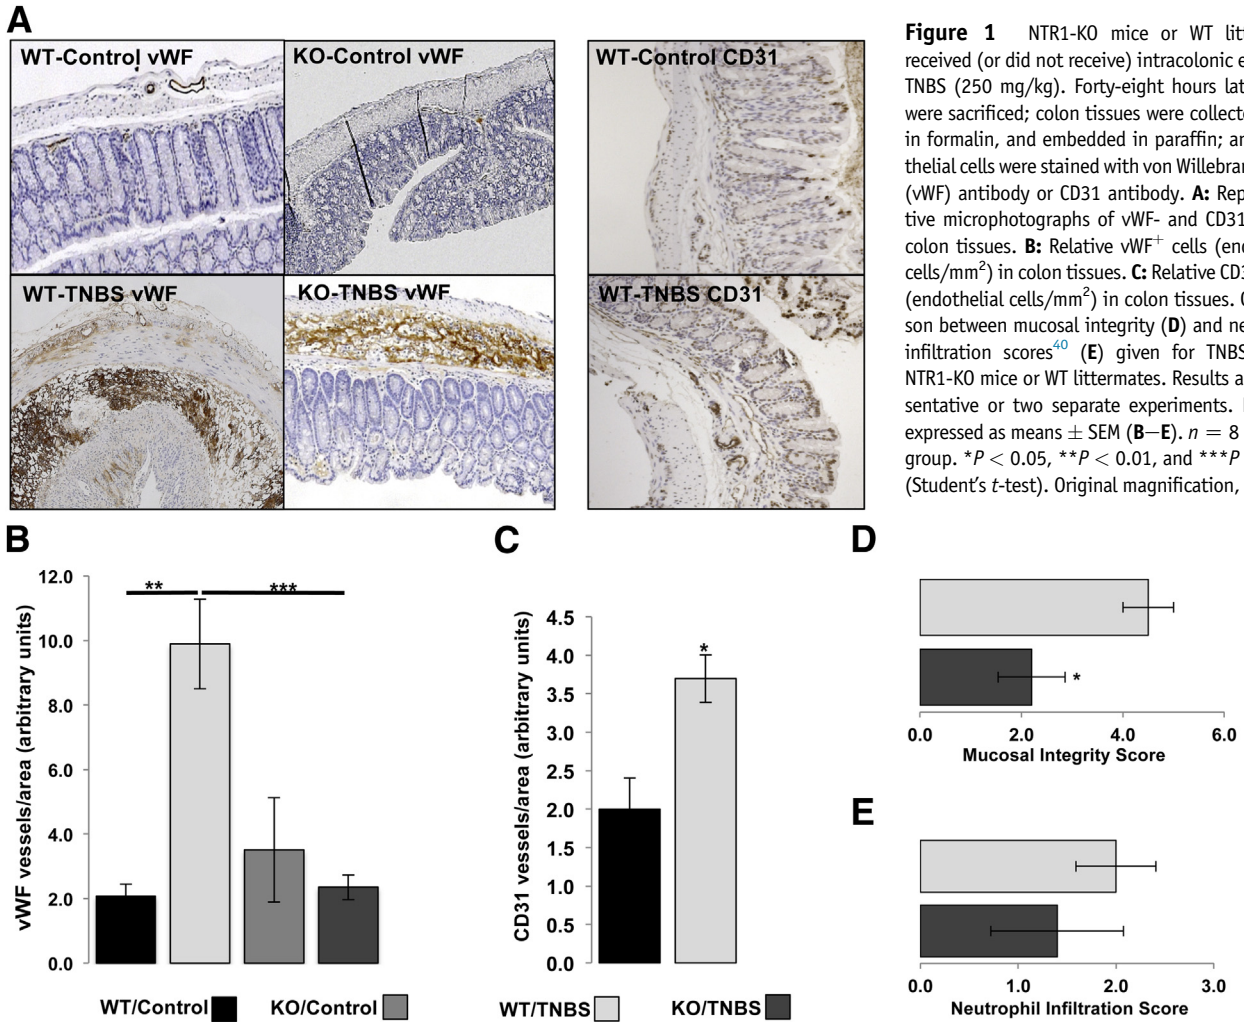 A
WT-Control vWF
KO-Control vWF
WT-Control CD31
WT-TNBS vWF
KO-TNBS vWF
WT-TNBS CD31
Figure 1 NTR1-KO mice or WT litt
received (or did not receive) intracolonic e
TNBS (250 mg/kg). Forty-eight hours lat
were sacrificed; colon tissues were collecte
in formalin, and embedded in paraffin; an
thelial cells were stained with von Willebran
(vWF) antibody or CD31 antibody. A: Rep
tive microphotographs of vWF- and CD31
colon tissues. B: Relative vWF+ cells (end
cells/mm2) in colon tissues. C: Relative CD3
(endothelial cells/mm2) in colon tissues. C
son between mucosal integrity (D) and ne
infiltration scores40 (E) given for TNBS
NTR1-KO mice or WT littermates. Results a
sentative or two separate experiments.
expressed as means ± SEM (B–E). n = 8
group. *P < 0.05, **P < 0.01, and ***P
(Student's t-test). Original magnification,
B
vWF vessels/area (arbitrary units)
12.0
10.0
8.0
6.0
4.0
2.0
0.0
**
***
C
CD31 vessels/area (arbitrary units)
4.5
4.0
3.5
3.0
2.5
2.0
1.5
1.0
0.5
0.0
*
D
*
0.0 2.0 4.0 6.0
Mucosal Integrity Score
E
0.0 1.0 2.0 3.0
Neutrophil Infiltration Score
WT/Control KO/Control WT/TNBS KO/TNBS